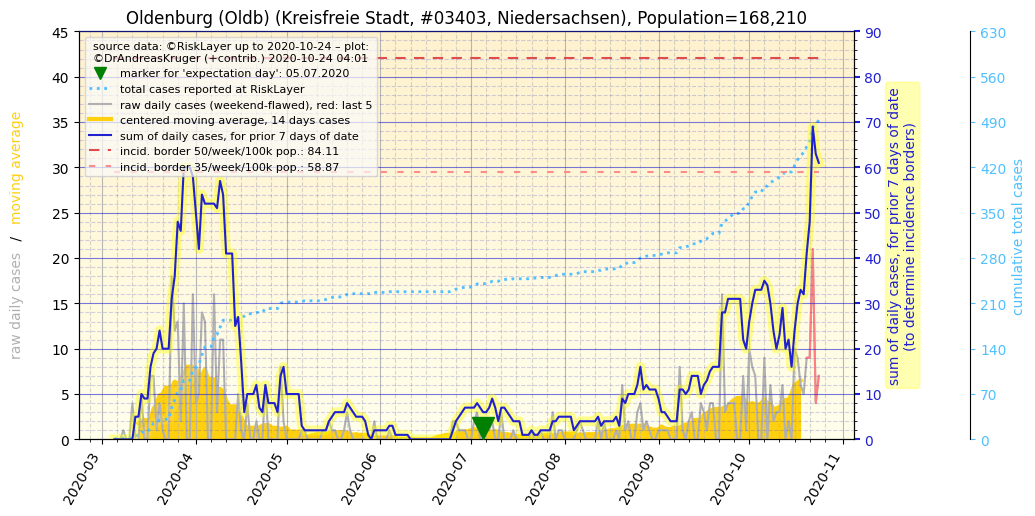 Oldenburg (Oldb) (Kreisfreie Stadt, #03403, Niedersachsen), Population=168,210
source data: ©RiskLayer up to 2020-10-24 – plot:
©DrAndreasKruger (+contrib.) 2020-10-24 04:01
marker for 'expectation day': 05.07.2020
total cases reported at RiskLayer
raw daily cases (weekend-flawed), red: last 5
centered moving average, 14 days cases
sum of daily cases, for prior 7 days of date
incid. border 50/week/100k pop.: 84.11
incid. border 35/week/100k pop.: 58.87
raw daily cases / moving average
45
40
35
30
25
20
15
10
5
0
2020-03
2020-04
2020-05
2020-06
2020-07
2020-08
2020-09
2020-10
2020-11
90
80
70
60
50
40
30
20
10
0
sum of daily cases, for prior 7 days of date
(to determine, incidence borders)
630
560
490
420
350
280
210
140
70
0
cumulative total cases